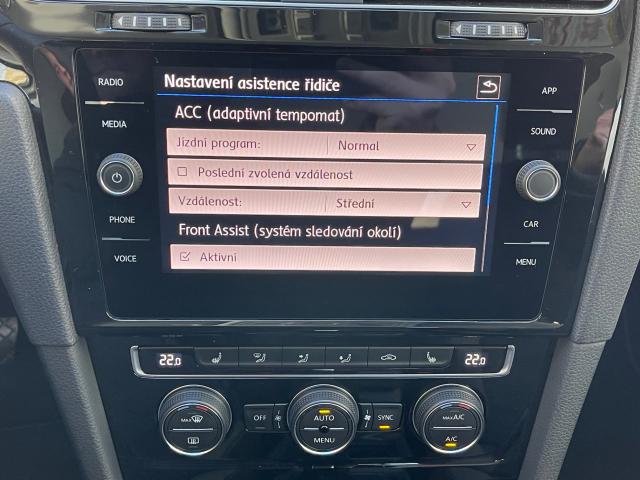 RADIO
MEDIA
PHONE
VOICE
Nastavení asistence řidiče
ACC (adaptivní tempomat)
Jízdní program: Normal
Poslední zvolená vzdálenost
Vzdálenost: Střední
Front Assist (systém sledování okolí)
Aktivní
APP
SOUND
CAR
MENU
22.0 22.0
MAX OFF AUTO SYNC MAX A/C
MENU A/C